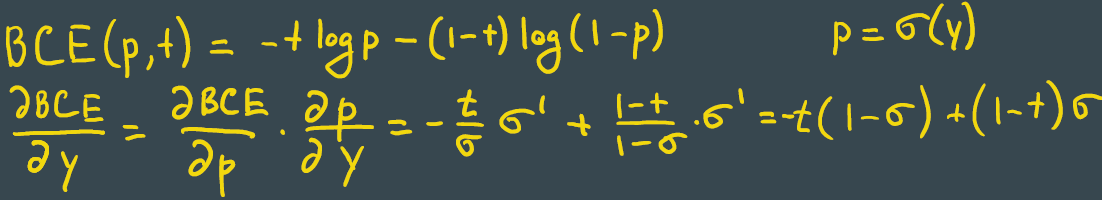 BCE(p,t) = -t log p - (1-t) log(1-p) p = σ(y)
∂BCE/∂y = ∂BCE/∂p · ∂p/∂y = - t/σ σ' + (1-t)/(1-σ) · σ' = -t(1-σ) + (1-t)σ